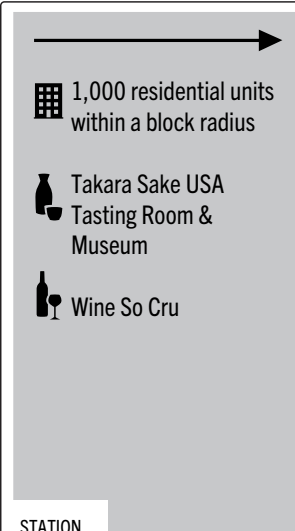 1,000 residential units
within a block radius
Takara Sake USA
Tasting Room &
Museum
Wine So Cru
STATION